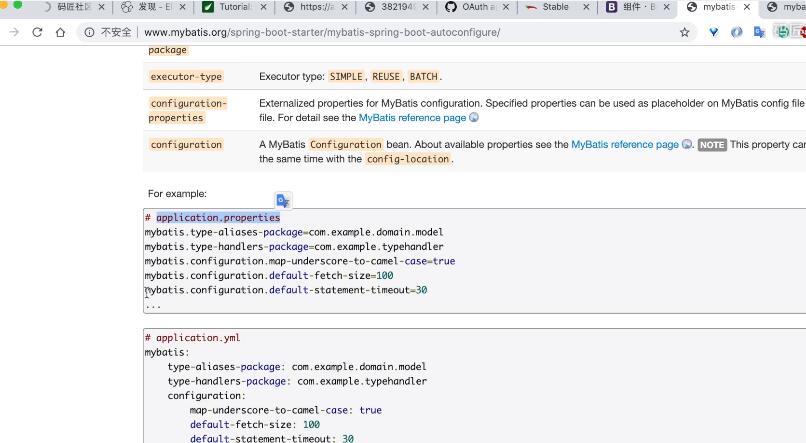 码匠社区
发现 - El
Tutorial:
https://a
3821949
OAuth ap
Stable
组件 · B
mybatis
myba
不安全 | www.mybatis.org/spring-boot-starter/mybatis-spring-boot-autoconfigure/
package
executor-type Executor type: SIMPLE, REUSE, BATCH.
configuration- Externalized properties for MyBatis configuration. Specified properties can be used as placeholder on MyBatis config file
properties file. For detail see the MyBatis reference page
configuration A MyBatis Configuration bean. About available properties see the MyBatis reference page. NOTE This property can
the same time with the config-location.
For example:
# application.properties
mybatis.type-aliases-package=com.example.domain.model
mybatis.type-handlers-package=com.example.typehandler
mybatis.configuration.map-underscore-to-camel-case=true
mybatis.configuration.default-fetch-size=100
mybatis.configuration.default-statement-timeout=30
...
# application.yml
mybatis:
    type-aliases-package: com.example.domain.model
    type-handlers-package: com.example.typehandler
    configuration:
        map-underscore-to-camel-case: true
        default-fetch-size: 100
        default-statement-timeout: 30